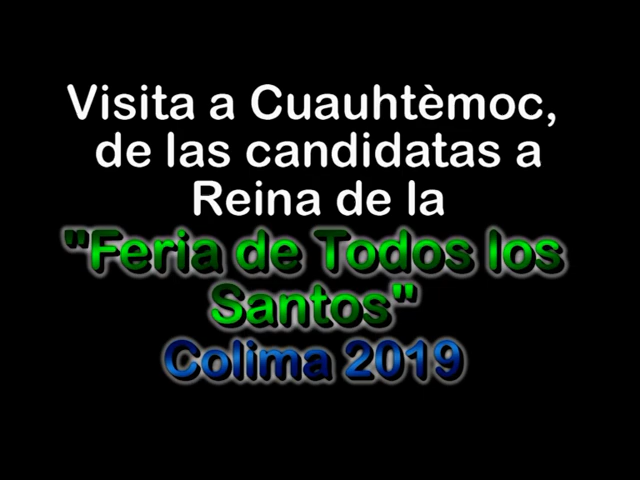 Visita a Cuauhtèmoc,
de las candidatas a
Reina de la
"Feria de Todos los
Santos"
Colima 2019